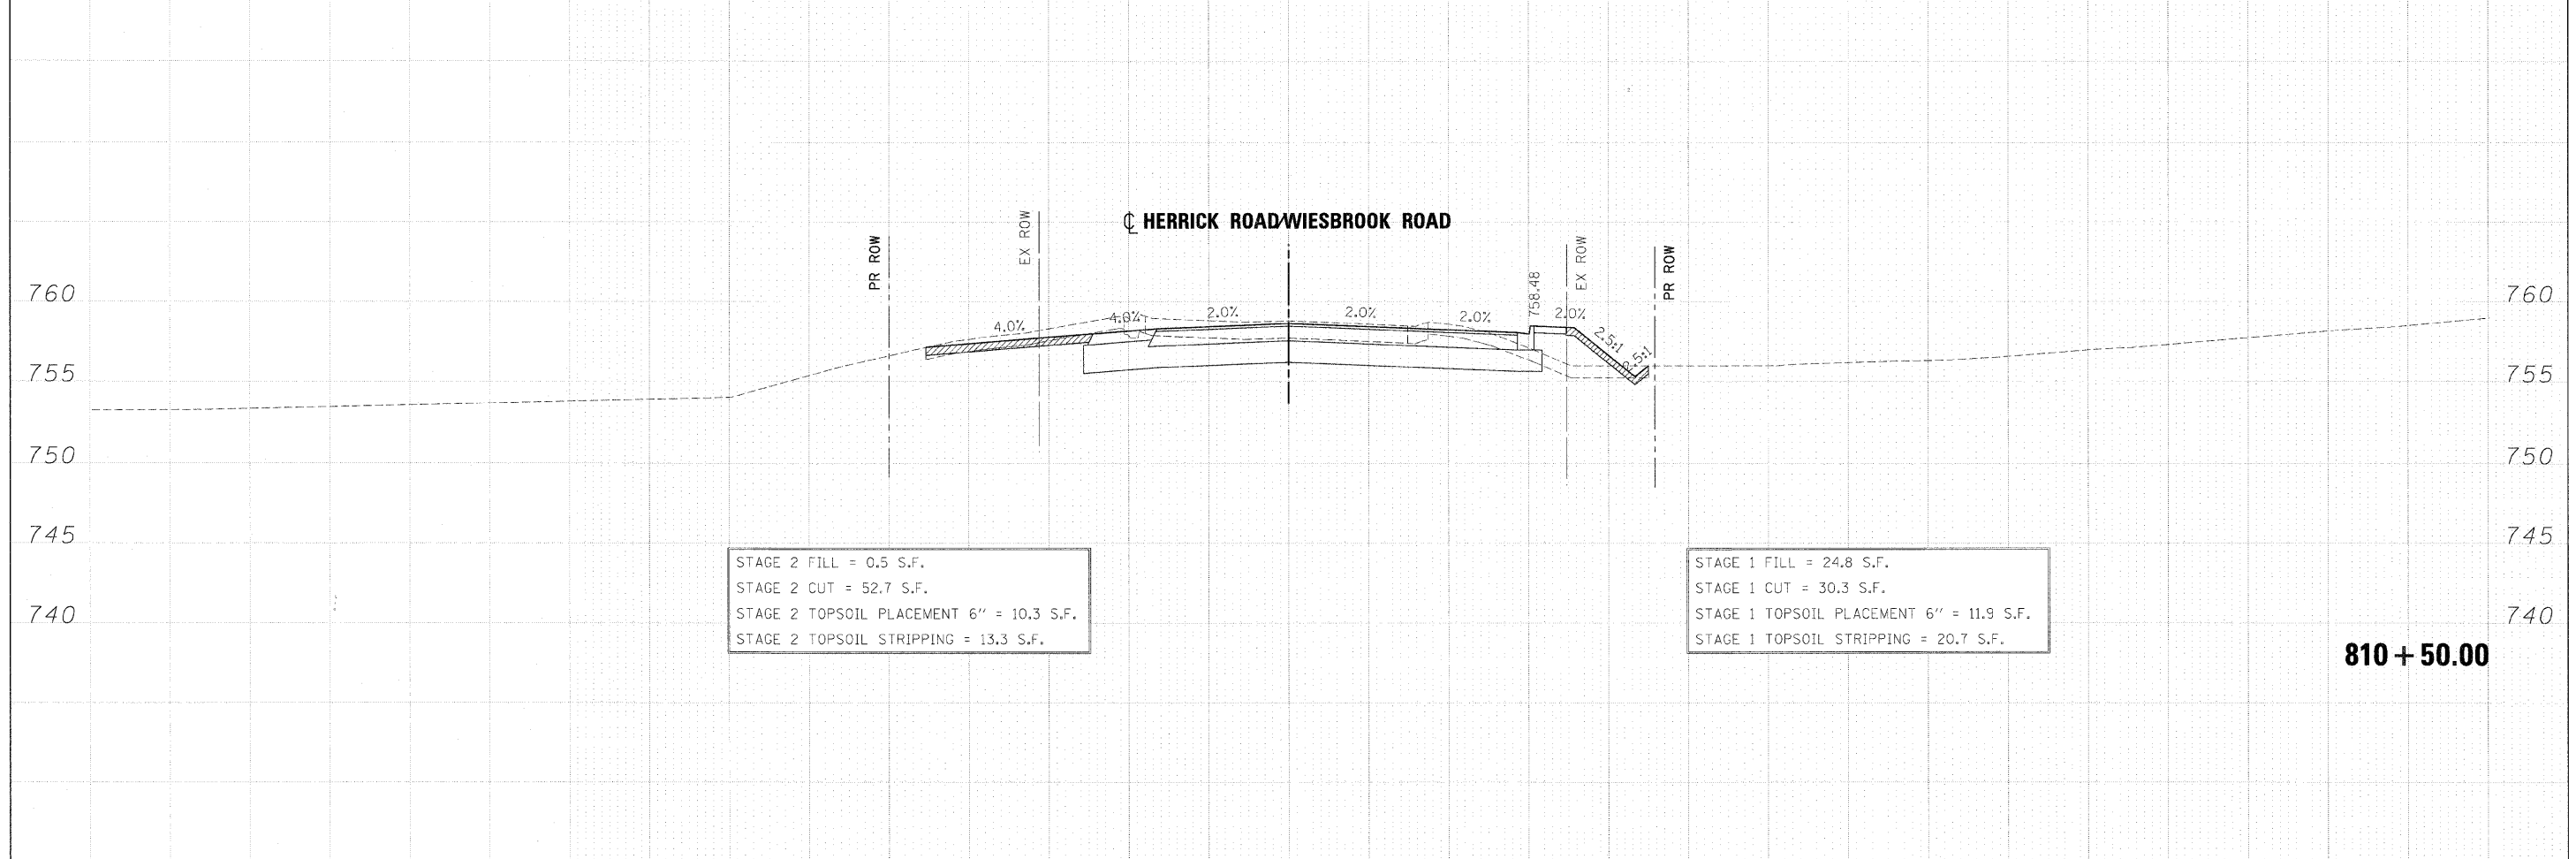 ℄ HERRICK ROAD/WIESBROOK ROAD
PR ROW
EX ROW
EX ROW
PR ROW
758.48
4.0%
4.0%
2.0%
2.0%
2.0%
2.0%
2.5:1
2.5:1
760
760
755
755
750
750
745
745
740
740
STAGE 2 FILL = 0.5 S.F.
STAGE 2 CUT = 52.7 S.F.
STAGE 2 TOPSOIL PLACEMENT 6" = 10.3 S.F.
STAGE 2 TOPSOIL STRIPPING = 13.3 S.F.
STAGE 1 FILL = 24.8 S.F.
STAGE 1 CUT = 30.3 S.F.
STAGE 1 TOPSOIL PLACEMENT 6" = 11.9 S.F.
STAGE 1 TOPSOIL STRIPPING = 20.7 S.F.
810+50.00